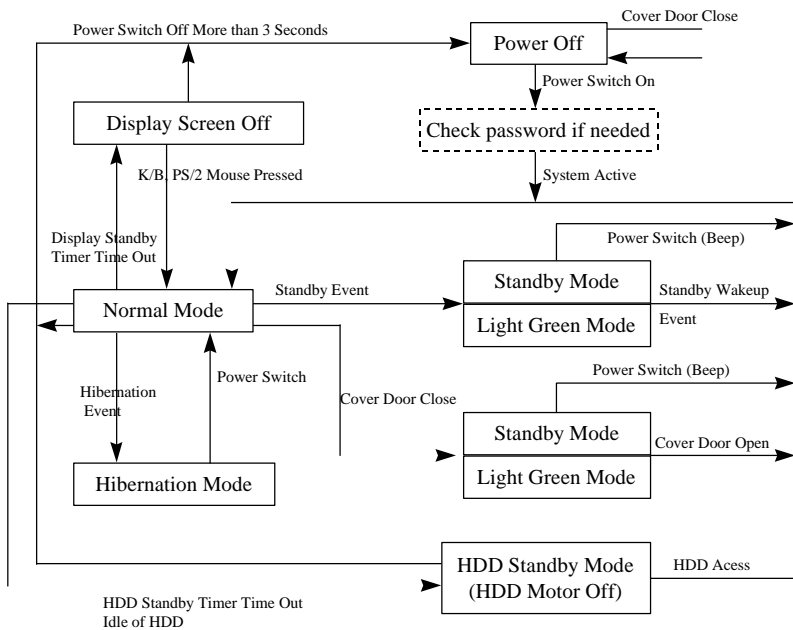 Cover Door Close
Power Switch Off More than 3 Seconds
Power Off
Power Switch On
Display Screen Off
Check password if needed
K/B, PS/2 Mouse Pressed
System Active
Display Standby
Timer Time Out
Power Switch (Beep)
Standby Mode
Normal Mode
Standby Event
Standby Wakeup
Light Green Mode
Event
Power Switch
Power Switch (Beep)
Hibernation
Event
Cover Door Close
Standby Mode
Cover Door Open
Hibernation Mode
Light Green Mode
HDD Standby Mode
(HDD Motor Off)
HDD Acess
HDD Standby Timer Time Out
Idle of HDD